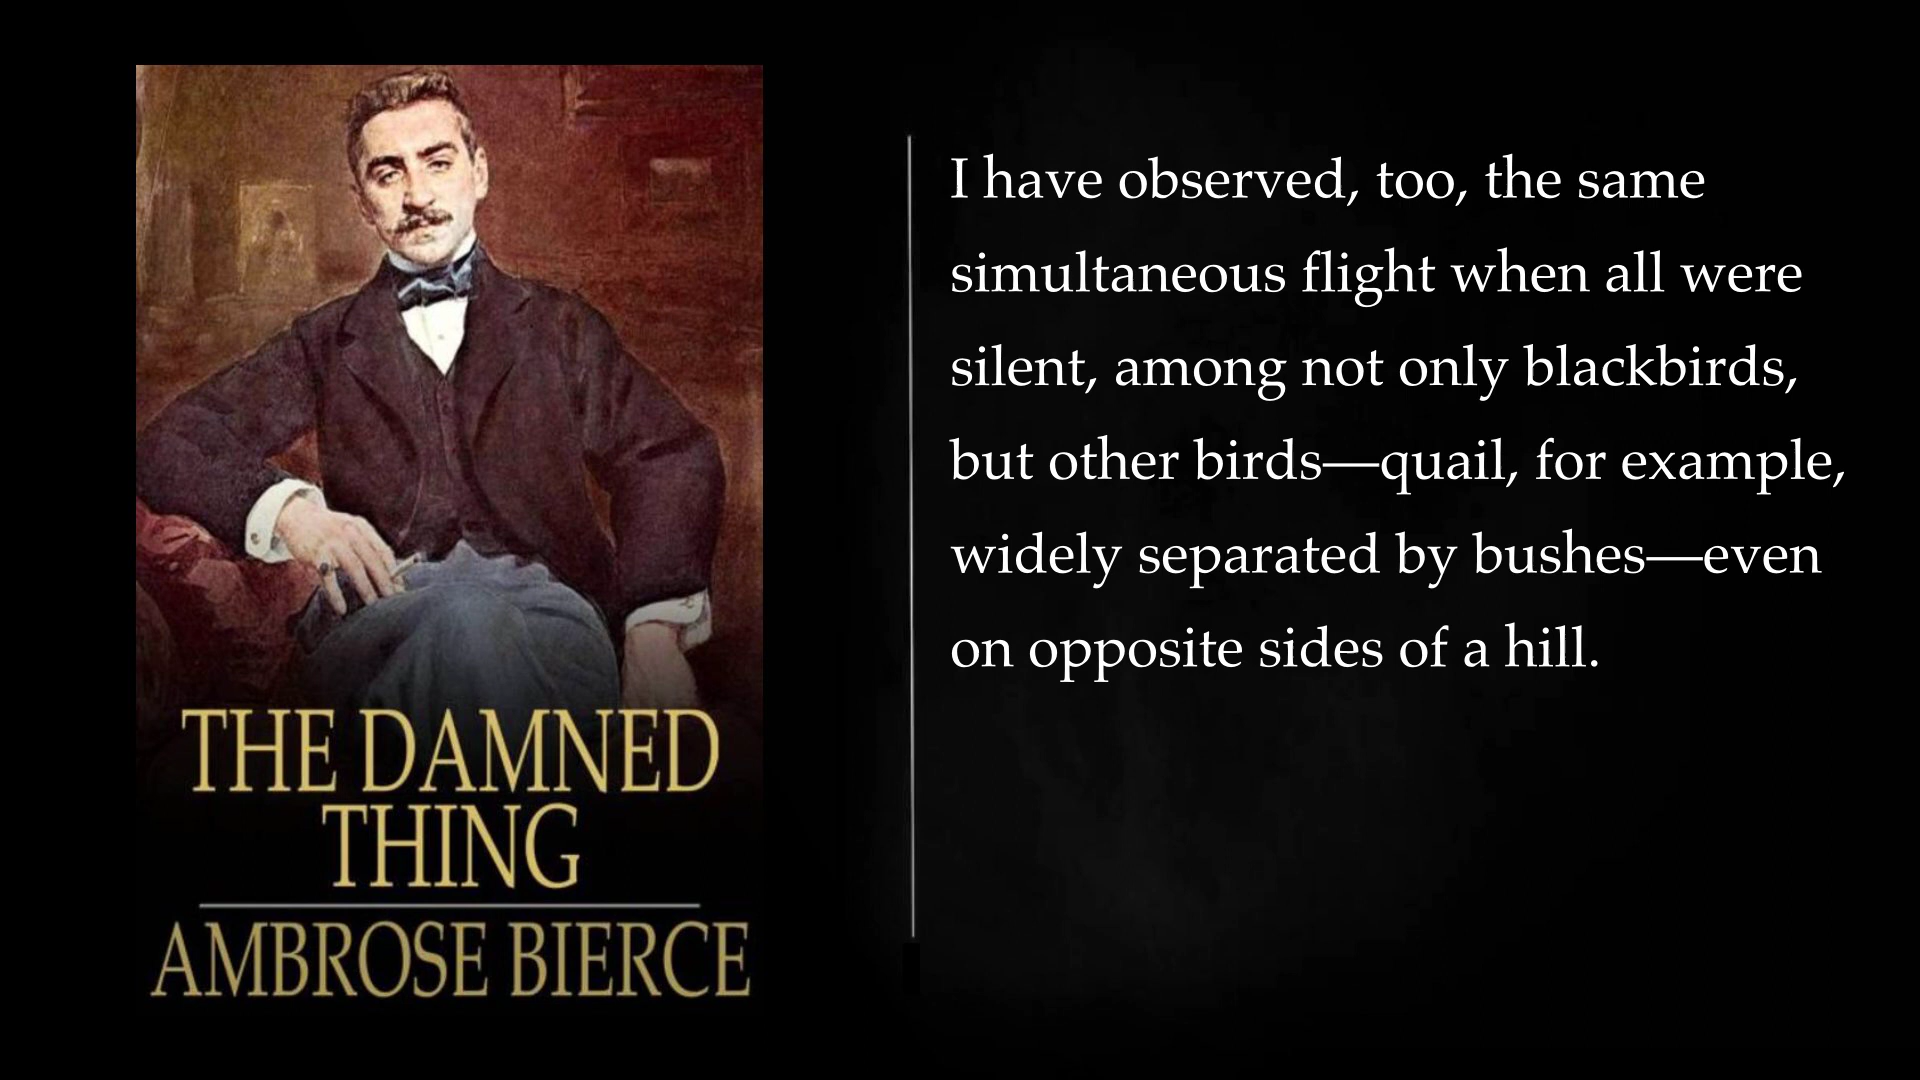 THE DAMNED
THING
AMBROSE BIERCE
I have observed, too, the same
simultaneous flight when all were
silent, among not only blackbirds,
but other birds—quail, for example,
widely separated by bushes—even
on opposite sides of a hill.